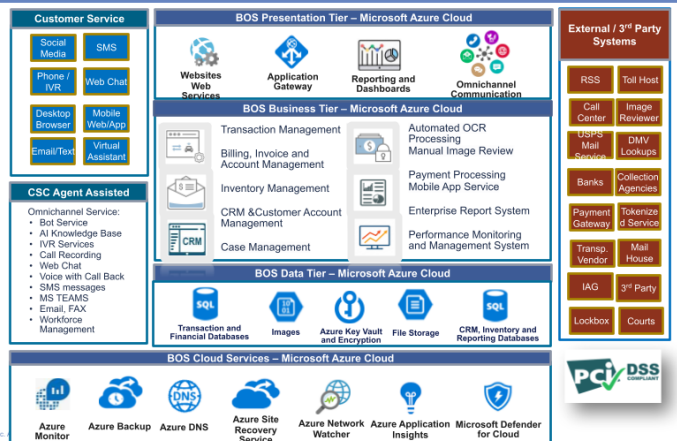 Customer Service
Social
Media
SMS
Phone /
IVR
Web Chat
Desktop
Browser
Mobile
Web/App
Email/Text
Virtual
Assistant
CSC Agent Assisted
Omnichannel Service:
• Bot Service
• AI Knowledge Base
• IVR Services
• Call Recording
• Web Chat
• Voice with Call Back
• SMS messages
• MS TEAMS
• Email, FAX
• Workforce
Management
BOS Presentation Tier – Microsoft Azure Cloud
Websites
Web
Services
Application
Gateway
Reporting and
Dashboards
Omnichannel
Communication
BOS Business Tier – Microsoft Azure Cloud
Transaction Management
Billing, Invoice and
Account Management
Inventory Management
CRM &Customer Account
Management
Case Management
CRM
Automated OCR
Processing
Manual Image Review
Payment Processing
Mobile App Service
Enterprise Report System
Performance Monitoring
and Management System
BOS Data Tier – Microsoft Azure Cloud
SQL
Transaction and
Financial Databases
10
01
Images
Azure Key Vault
and Encryption
File Storage
SQL
CRM, Inventory and
Reporting Databases
BOS Cloud Services – Microsoft Azure Cloud
Azure
Monitor
Azure Backup
DNS
Azure DNS
Azure Site
Recovery
Service
Azure Network
Watcher
Azure Application
Insights
Microsoft Defender
for Cloud
External / 3rd Party
Systems
RSS
Toll Host
Call
Center
Image
Reviewer
USPS
Mail
Service
DMV
Lookups
Banks
Collection
Agencies
Payment
Gateway
Tokenize
d Service
Transp.
Vendor
Mail
House
IAG
3rd Party
Lockbox
Courts
PCi DSS
COMPLIANT